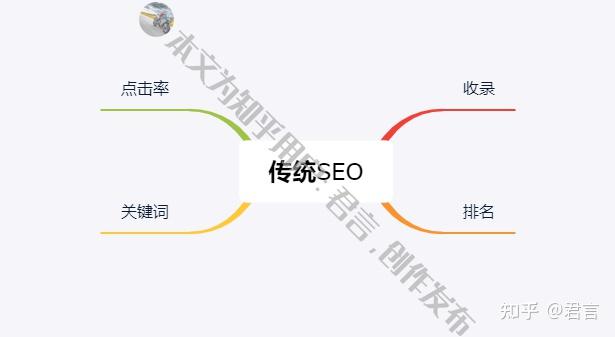 点击率
收录
传统SEO
关键词
排名
本文为知乎用户: 君言 , 创作发布
知乎 @君言